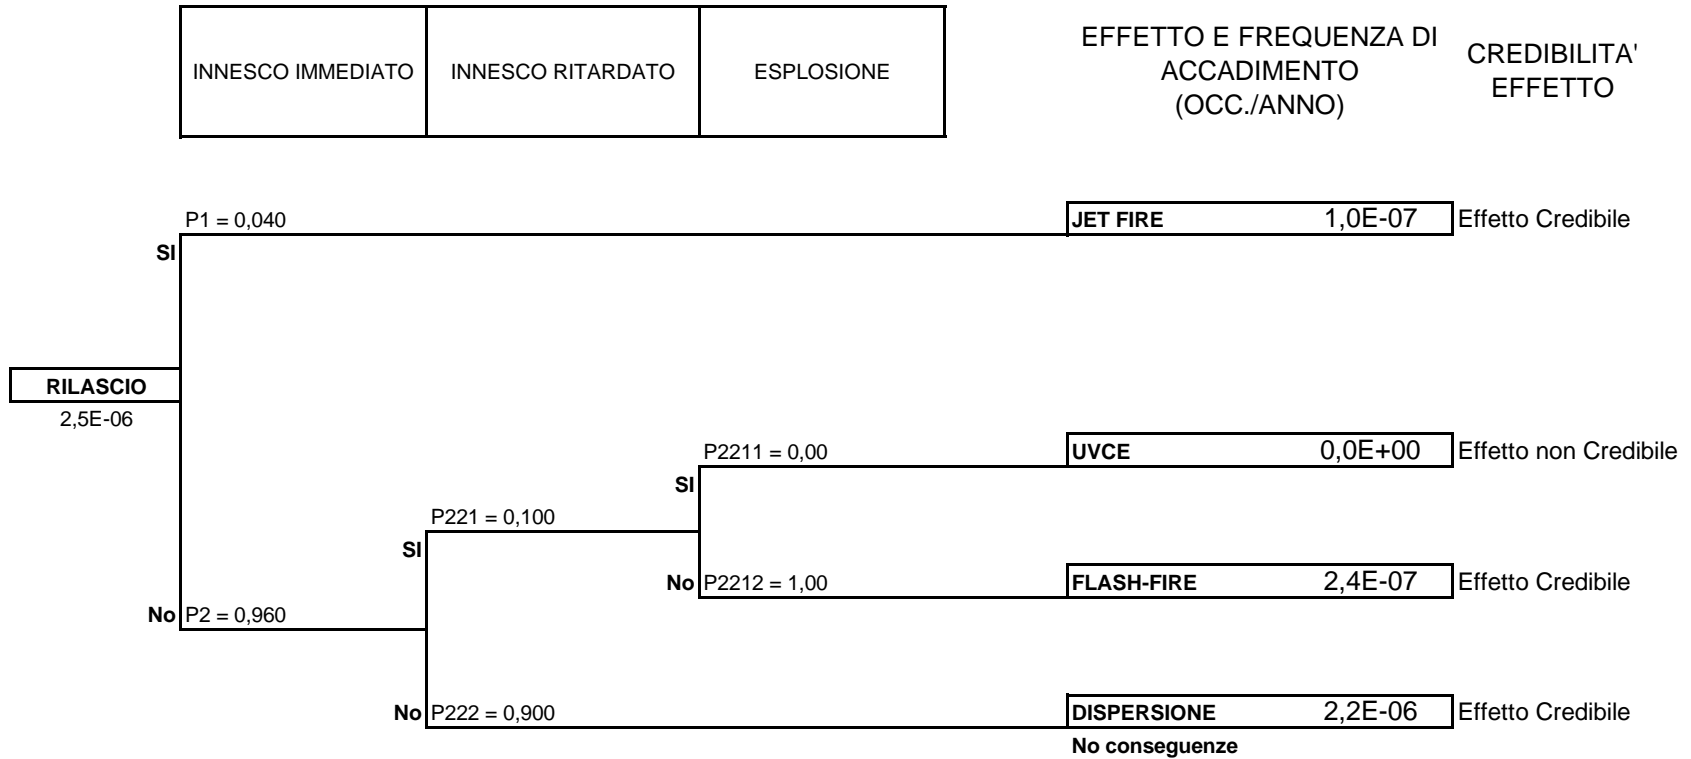 INNESCO IMMEDIATO
INNESCO RITARDATO
ESPLOSIONE
EFFETTO E FREQUENZA DI
ACCADIMENTO
(OCC./ANNO)
CREDIBILITA'
EFFETTO
P1 = 0,040
JET FIRE 1,0E-07 Effetto Credibile
SI
RILASCIO
2,5E-06
P2211 = 0,00
UVCE 0,0E+00 Effetto non Credibile
SI
P221 = 0,100
SI
No P2212 = 1,00
FLASH-FIRE 2,4E-07 Effetto Credibile
No P2 = 0,960
No P222 = 0,900
DISPERSIONE 2,2E-06 Effetto Credibile
No conseguenze